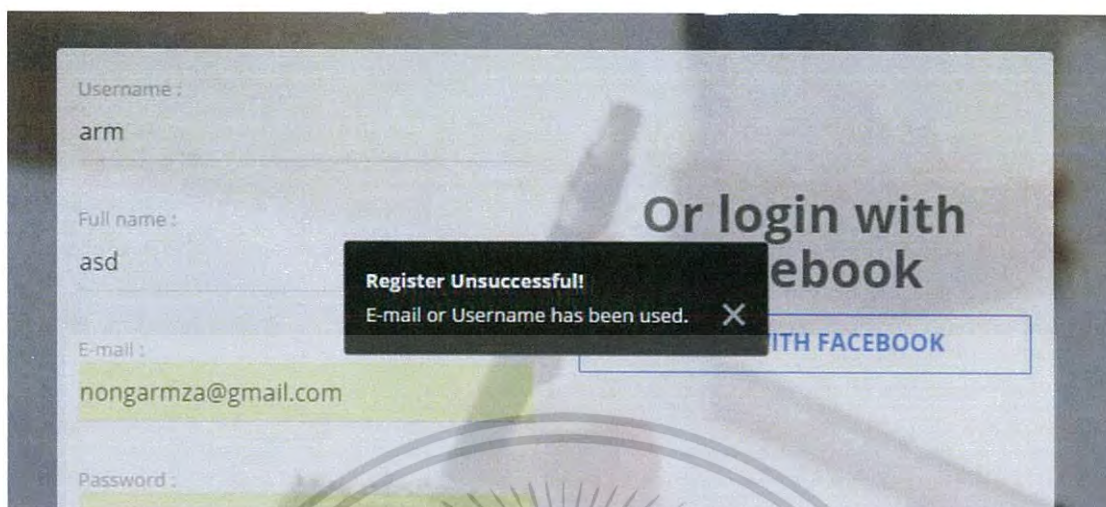 Username :
arm
Full name :
asd
E-mail :
nongarmza@gmail.com
Password :
Or login with
ebook
ITH FACEBOOK
Register Unsuccessful!
E-mail or Username has been used.